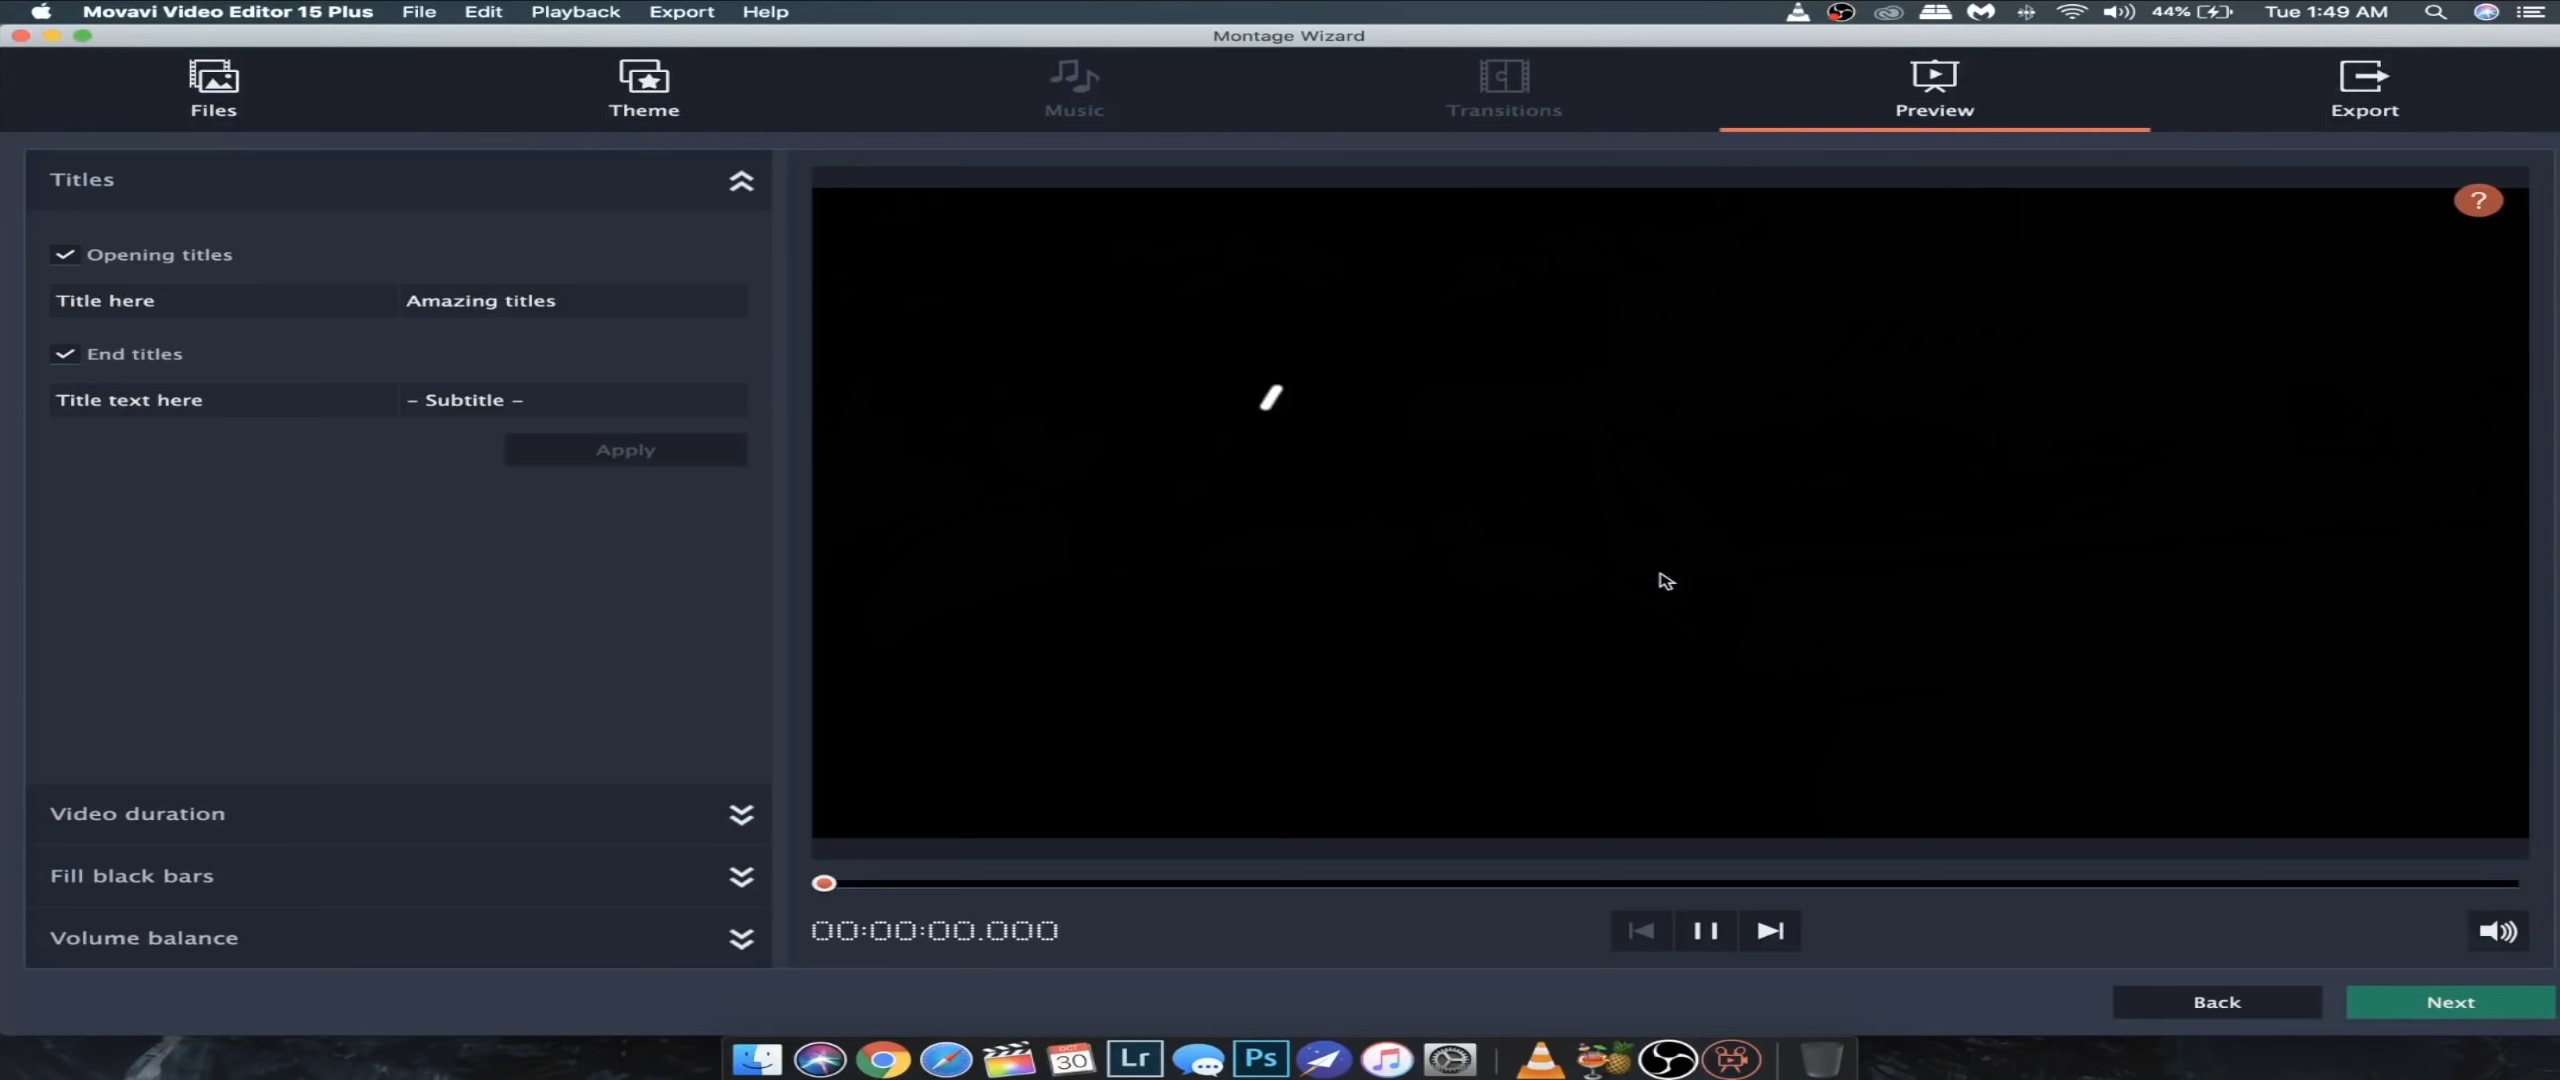 Movavi Video Editor 15 Plus File Edit Playback Export Help 44% Tue 1:49 AM
Montage Wizard
Files Theme Music Transitions Preview Export
Titles
?
Opening titles
Title here Amazing titles
End titles
Title text here - Subtitle -
Apply
Video duration
Fill black bars
00:00:00.000
Volume balance
Back Next
OCT
30 Lr Ps